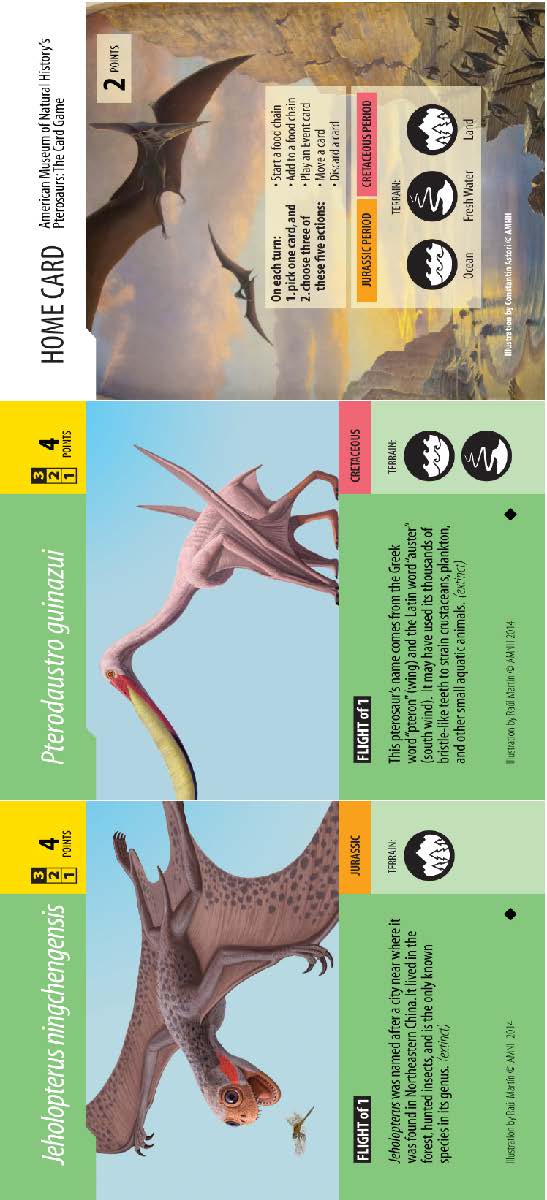 HOME CARD
American Museum of Natural History's
Pterosaurs: The Card Game
2
POINTS
On each turn:
1. pick one card, and
2. choose three of
these five actions:
• Start a food chain
• Add to a food chain
• Play an Event card
• Move a card
• Discard a card
JURASSIC PERIOD
CRETACEOUS PERIOD
TERRAIN:
Ocean
Fresh Water
Land
Illustration by Constantin Astori © AMNH
Pterodaustro guinazui
3
2
1
4
POINTS
FLIGHT of 1
CRETACEOUS
This pterosaur's name comes from the Greek
word "pteron" (wing) and the Latin word "auster"
(south wind). It may have used its thousands of
bristle-like teeth to strain crustaceans, plankton,
and other small aquatic animals. (extinct)
TERRAIN:
Illustration by Raúl Martin © AMNH 2014
Jeholopterus ningchengensis
3
2
1
4
POINTS
FLIGHT of 1
JURASSIC
Jeholopterus was named after a city near where it
was found in Northeastern China. It lived in the
forest, hunted insects, and is the only known
species in its genus. (extinct)
TERRAIN:
Illustration by Raúl Martin © AMNH 2014